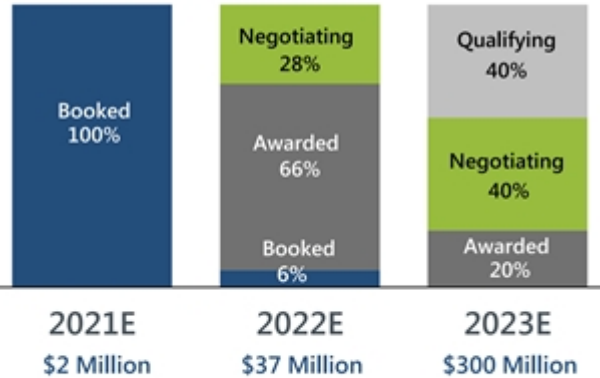 Booked
100%
Negotiating
28%
Awarded
66%
Booked
6%
Qualifying
40%
Negotiating
40%
Awarded
20%
2021E
2022E
2023E
$2 Million
$37 Million
$300 Million